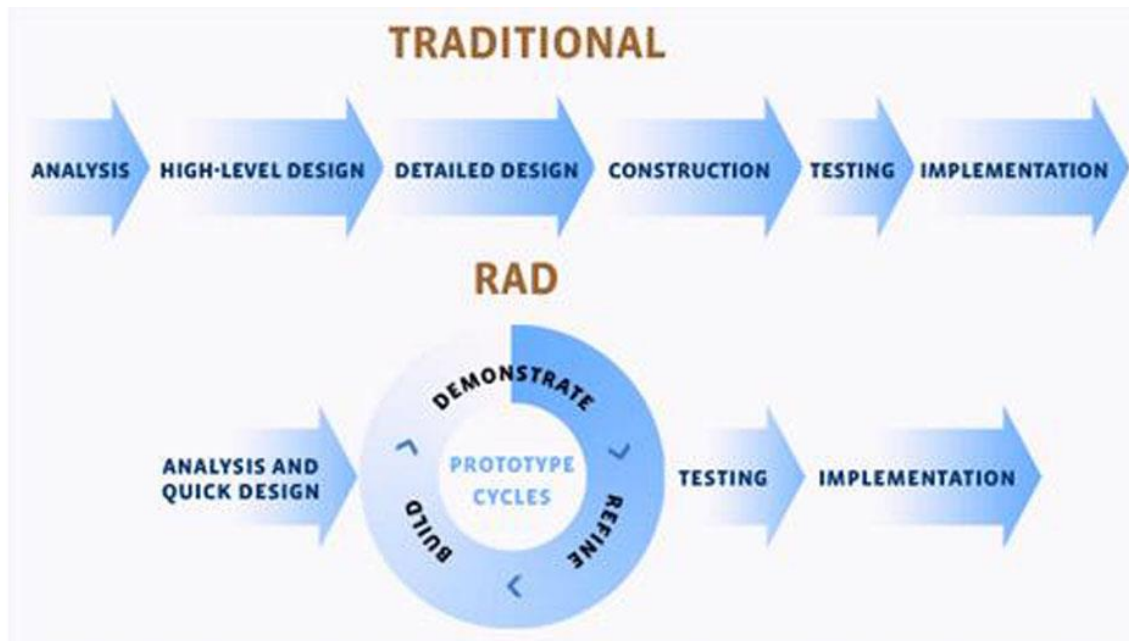 TRADITIONAL
ANALYSIS
HIGH-LEVEL DESIGN
DETAILED DESIGN
CONSTRUCTION
TESTING
IMPLEMENTATION
RAD
ANALYSIS AND
QUICK DESIGN
DEMONSTRATE
PROTOTYPE
CYCLES
BUILD
REFINE
TESTING
IMPLEMENTATION